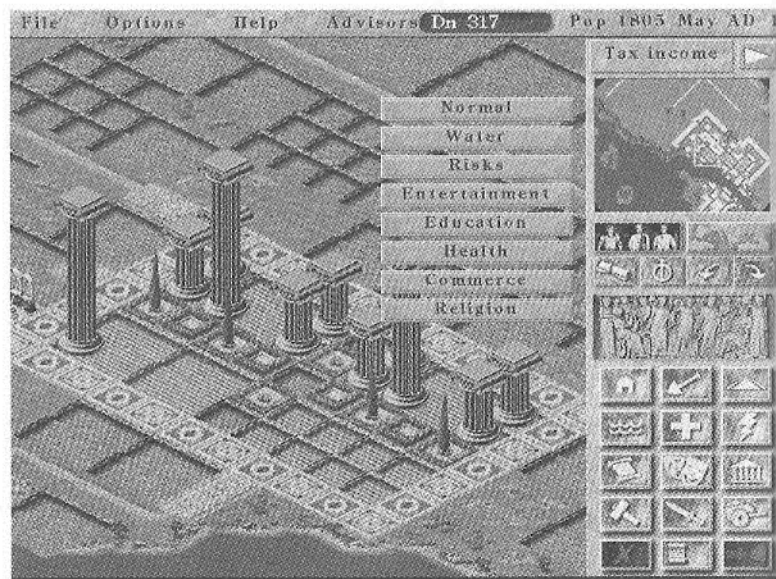 File Options Help Advisors Dn 317 Pop 1803 May AD
Tax income
Normal
Water
Risks
Entertainment
Education
Health
Commerce
Religion